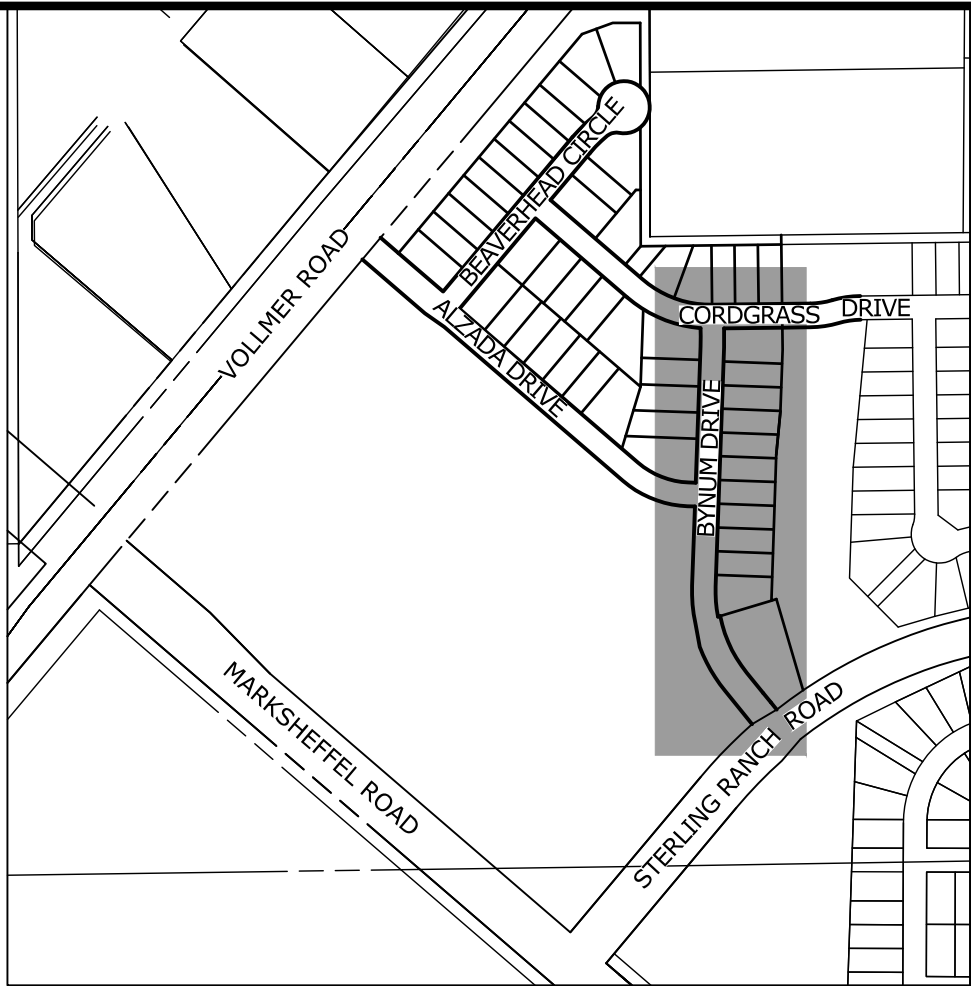 BEAVERHEAD CIRCLE
VOLLMER ROAD
ALZADA DRIVE
CORDGRASS DRIVE
BYNUM DRIVE
MARKSHEFFEL ROAD
STERLING RANCH ROAD